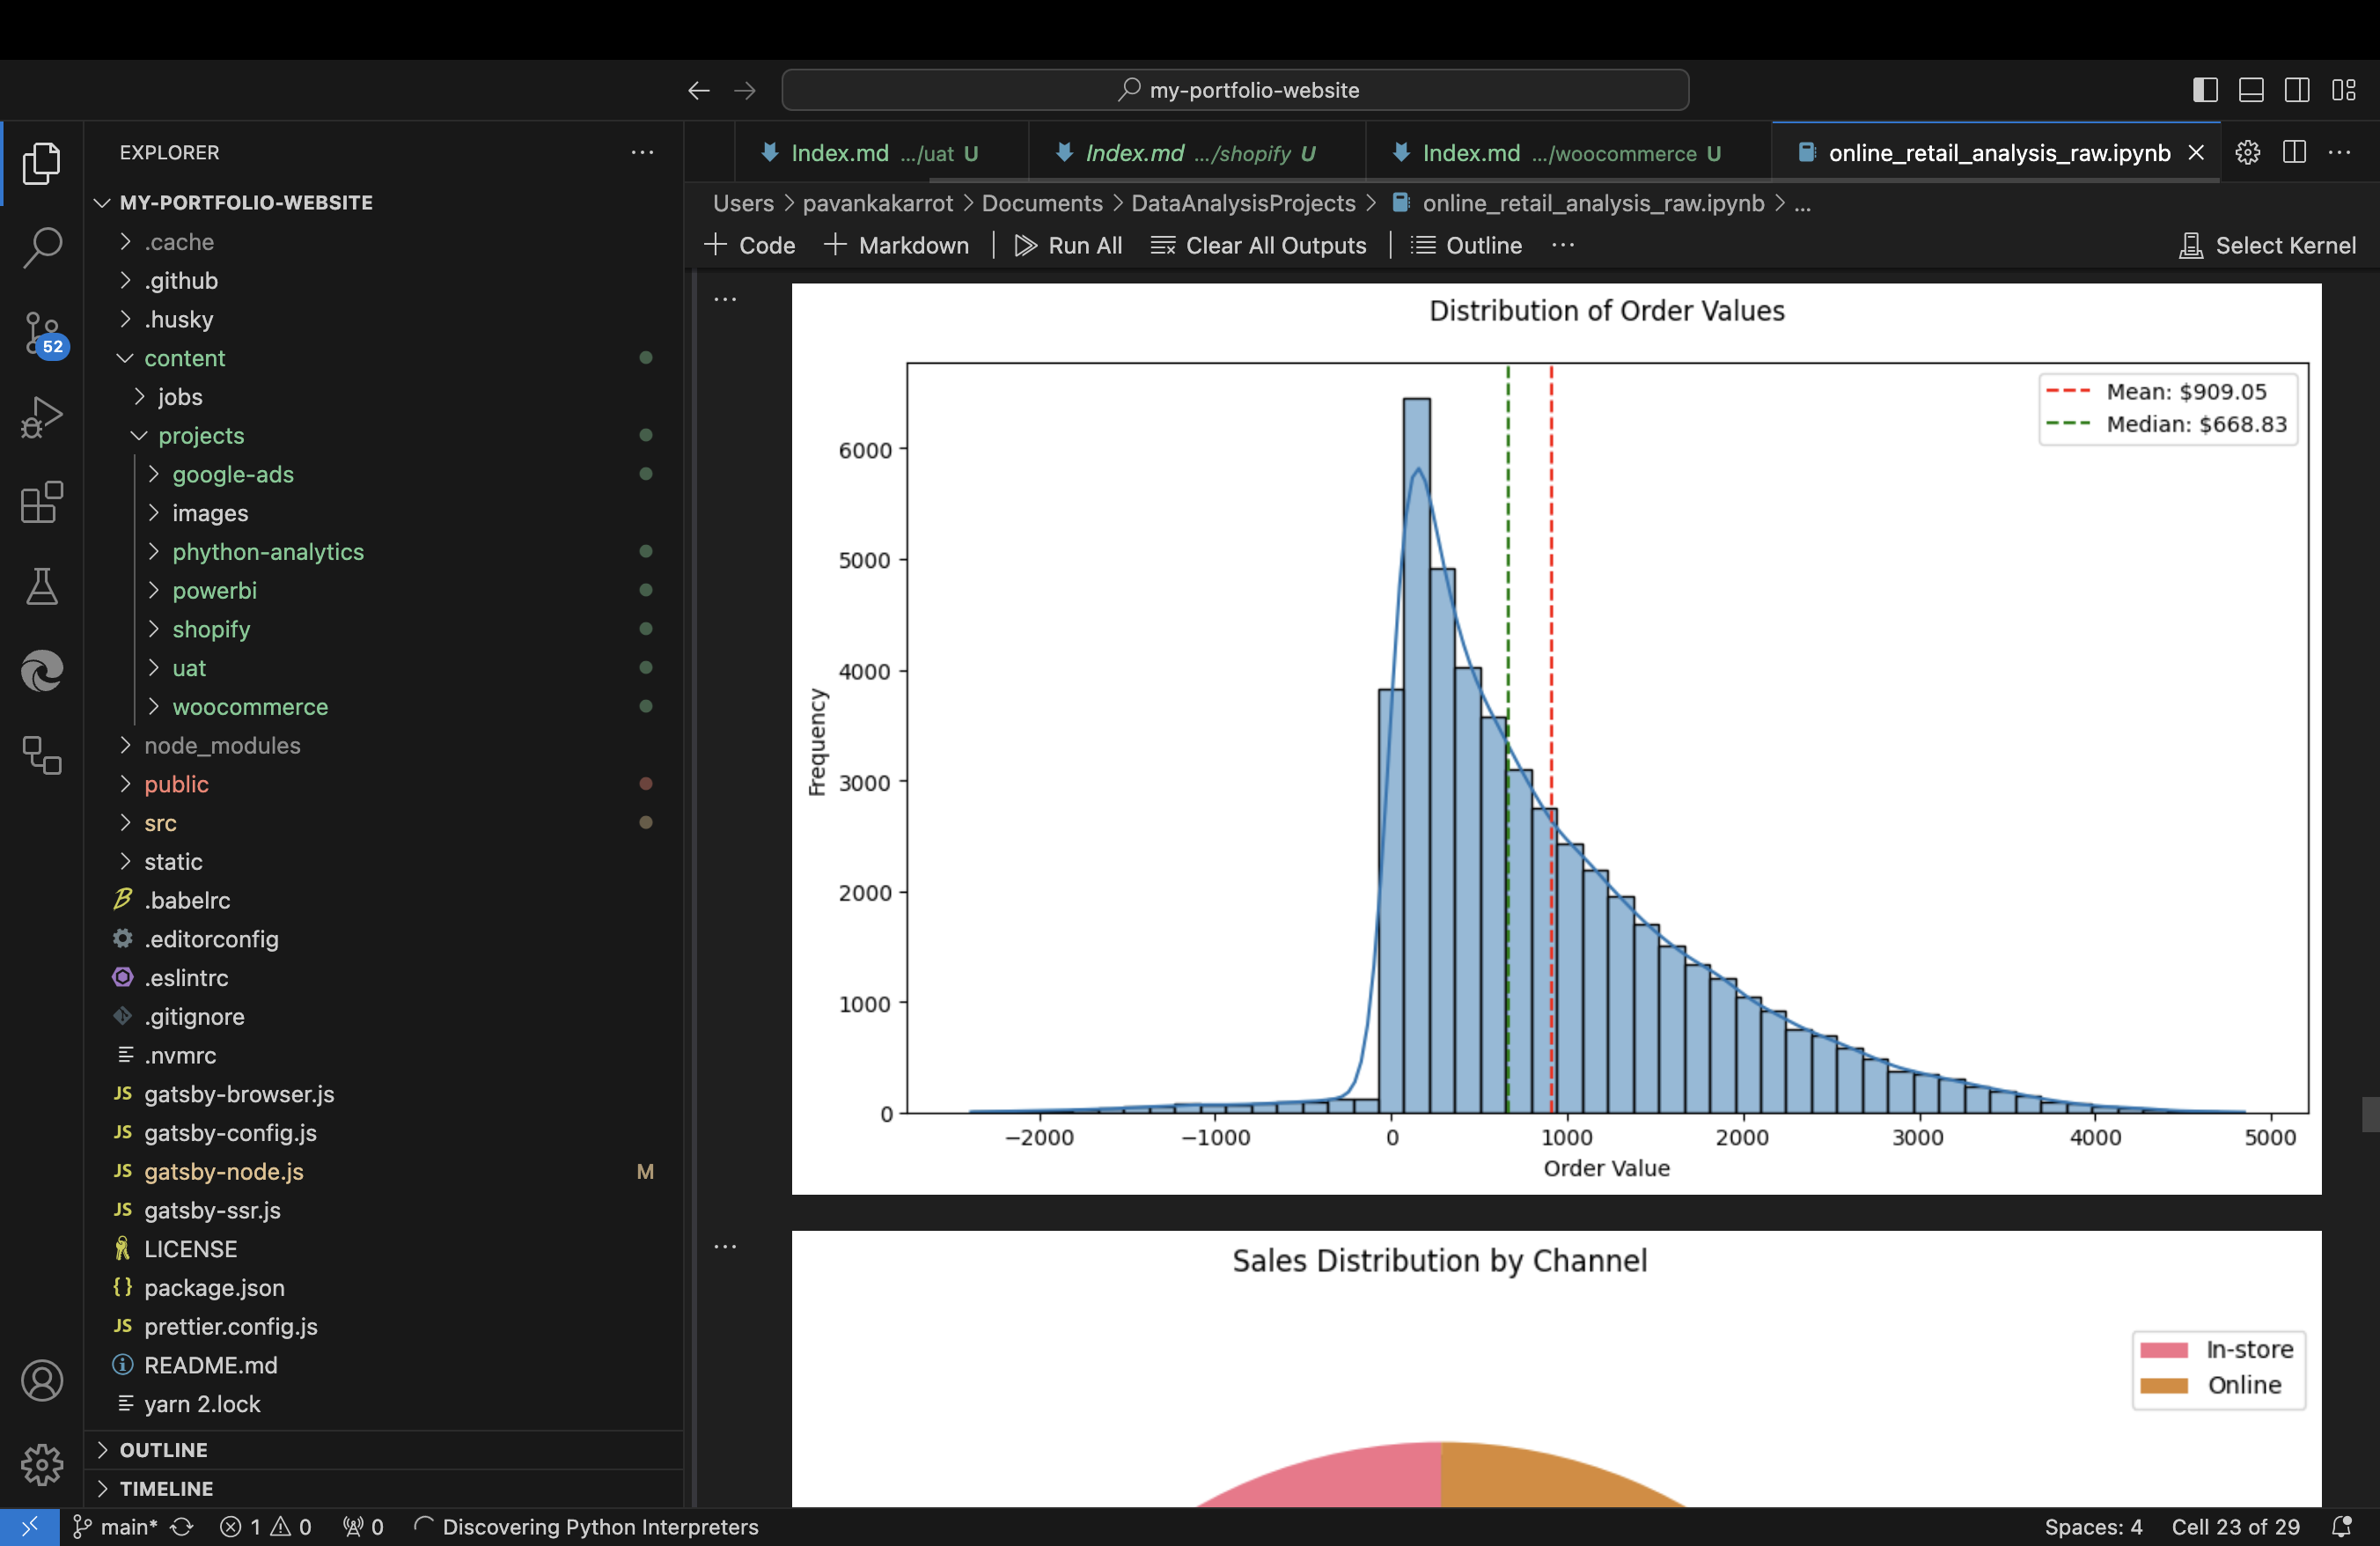 my-portfolio-website
EXPLORER
MY-PORTFOLIO-WEBSITE
.cache
.github
.husky
content
jobs
projects
google-ads
images
phython-analytics
powerbi
shopify
uat
woocommerce
node_modules
public
src
static
.babelrc
.editorconfig
.eslintrc
.gitignore
.nvmrc
JS gatsby-browser.js
JS gatsby-config.js
JS gatsby-node.js M
JS gatsby-ssr.js
LICENSE
{} package.json
JS prettier.config.js
README.md
yarn 2.lock
OUTLINE
TIMELINE
52
Index.md .../uat U
Index.md .../shopify U
Index.md .../woocommerce U
online_retail_analysis_raw.ipynb
Users > pavankakarrot > Documents > DataAnalysisProjects > online_retail_analysis_raw.ipynb > ...
+ Code + Markdown Run All Clear All Outputs Outline ... Select Kernel
Distribution of Order Values
Mean: $909.05
Median: $668.83
Frequency
6000
5000
4000
3000
2000
1000
0
−2000 −1000 0 1000 2000 3000 4000 5000
Order Value
Sales Distribution by Channel
In-store
Online
main* 1 0 0 Discovering Python Interpreters Spaces: 4 Cell 23 of 29